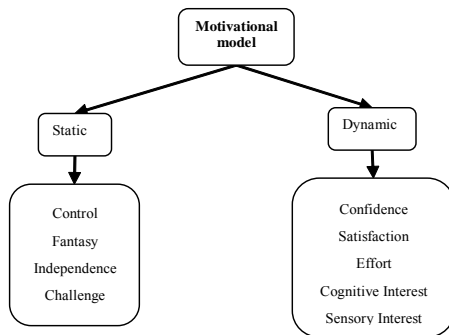 Motivational
model
Static
Dynamic
Control
Fantasy
Independence
Challenge
Confidence
Satisfaction
Effort
Cognitive Interest
Sensory Interest